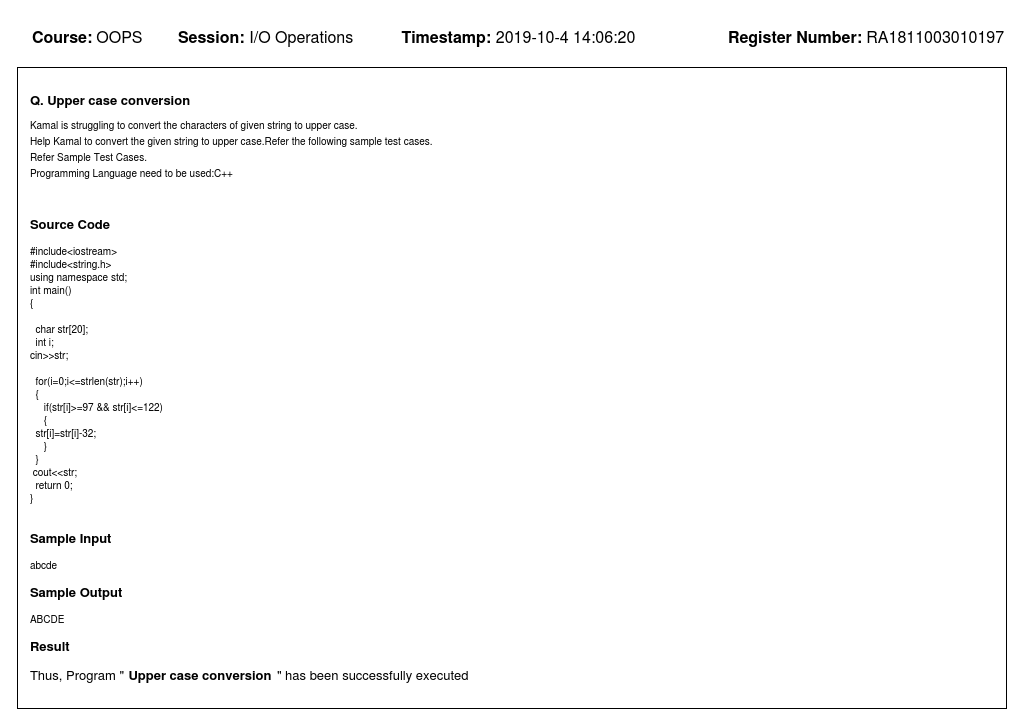 Course: OOPS Session: I/O Operations Timestamp: 2019-10-4 14:06:20 Register Number: RA1811003010197
Q. Upper case conversion
Kamal is struggling to convert the characters of given string to upper case.
Help Kamal to convert the given string to upper case.Refer the following sample test cases.
Refer Sample Test Cases.
Programming Language need to be used:C++
Source Code
#include<iostream>
#include<string.h>
using namespace std;
int main()
{
char str[20];
int i;
cin>>str;
for(i=0;i<=strlen(str);i++)
{
if(str[i]>=97 && str[i]<=122)
{
str[i]=str[i]-32;
}
}
cout<<str;
return 0;
}
Sample Input
abcde
Sample Output
ABCDE
Result
Thus, Program " Upper case conversion " has been successfully executed